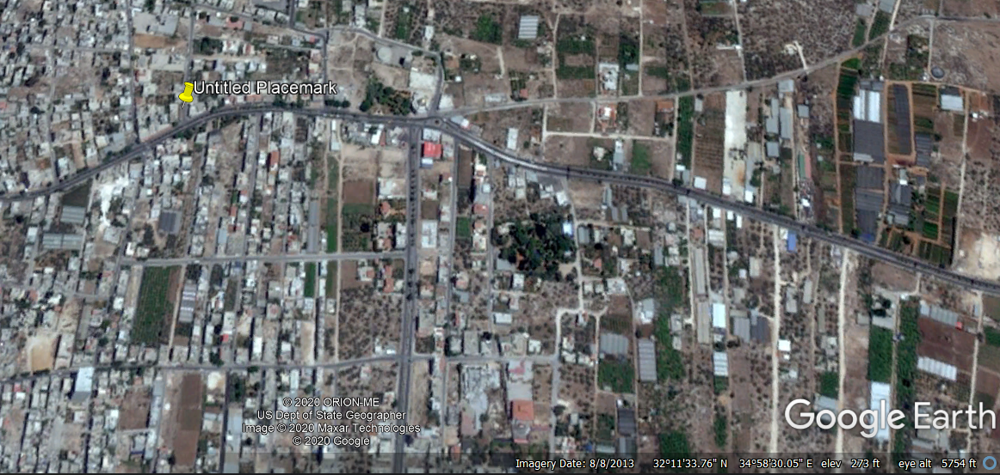 Untitled Placemark
© 2020 ORION-ME
US Dept of State Geographer
Image © 2020 Maxar Technologies
© 2020 Google
Google Earth
Imagery Date: 8/8/2013 32°11'33.76" N 34°58'30.05" E elev 273 ft eye alt 5754 ft